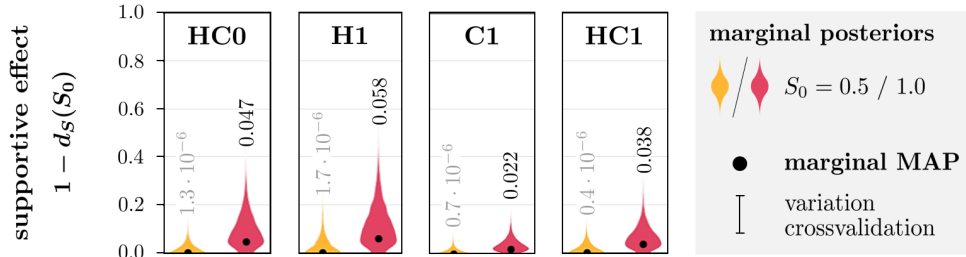 supportive effect
1 − d_S(S_0)
1.0
0.8
0.6
0.4
0.2
0.0
HC0
1.3 · 10^−6
0.047
H1
1.7 · 10^−6
0.058
C1
0.7 · 10^−6
0.022
HC1
0.4 · 10^−6
0.038
marginal posteriors
/ S_0 = 0.5 / 1.0
marginal MAP
variation
crossvalidation